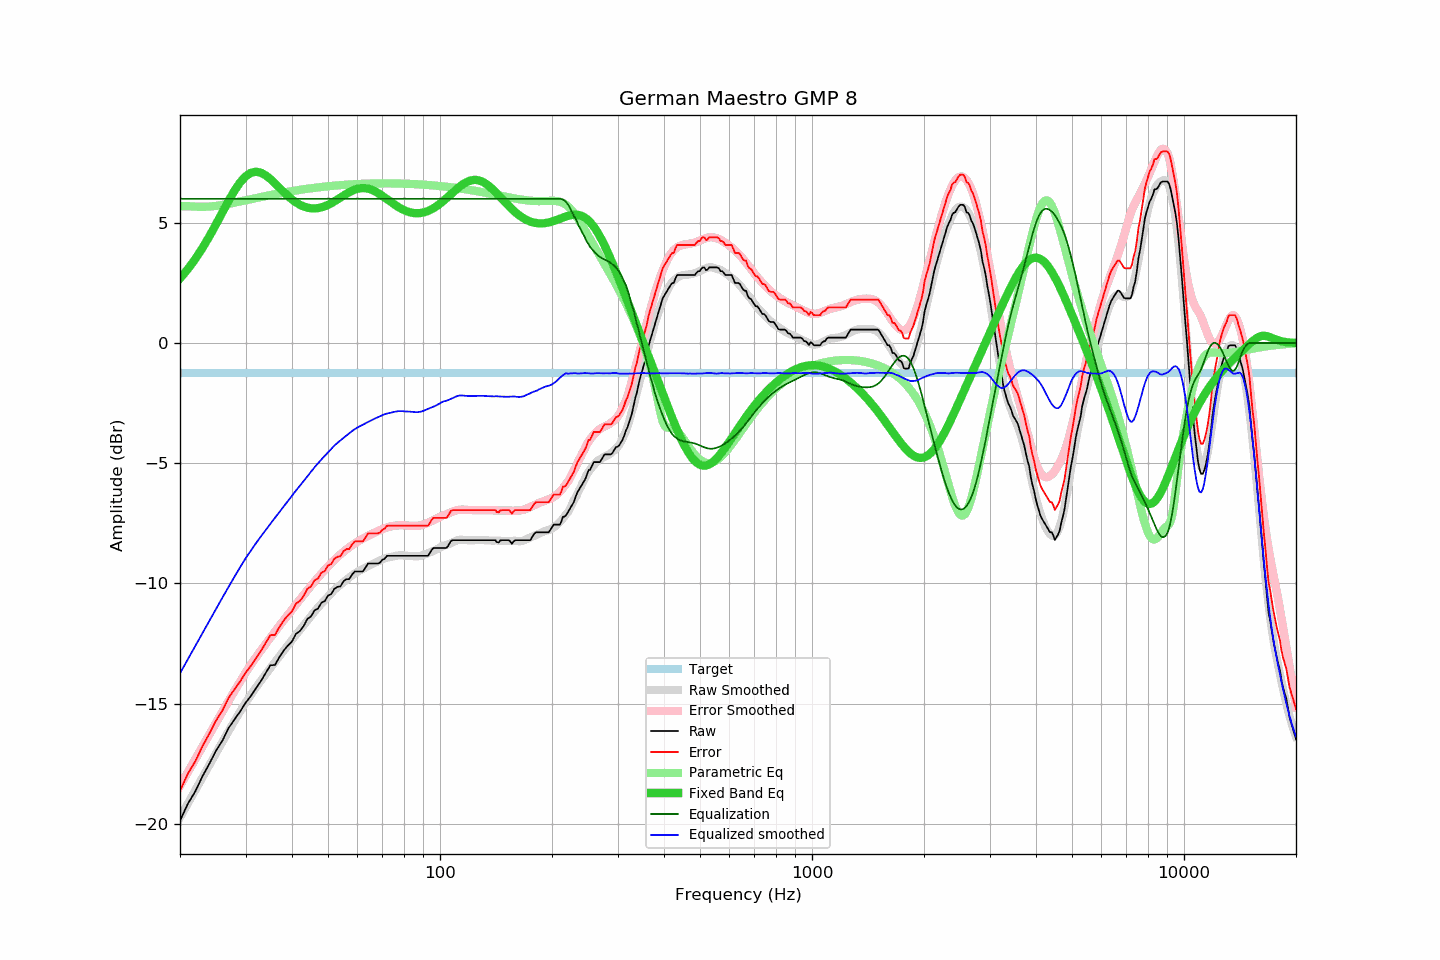 German Maestro GMP 8
Amplitude (dBr)
5
0
−5
−10
−15
−20
100
1000
10000
Frequency (Hz)
Target
Raw Smoothed
Error Smoothed
Raw
Error
Parametric Eq
Fixed Band Eq
Equalization
Equalized smoothed